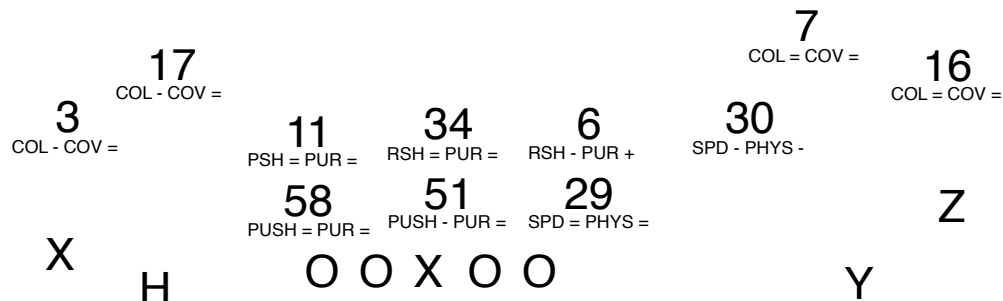 7
COL = COV =
17
COL - COV =
16
COL = COV =
3
COL - COV =
11
PSH = PUR =
34
RSH = PUR =
6
RSH - PUR +
30
SPD - PHYS -
58
PUSH = PUR =
51
PUSH - PUR =
29
SPD = PHYS =
Z
X
H
O O X O O
Y